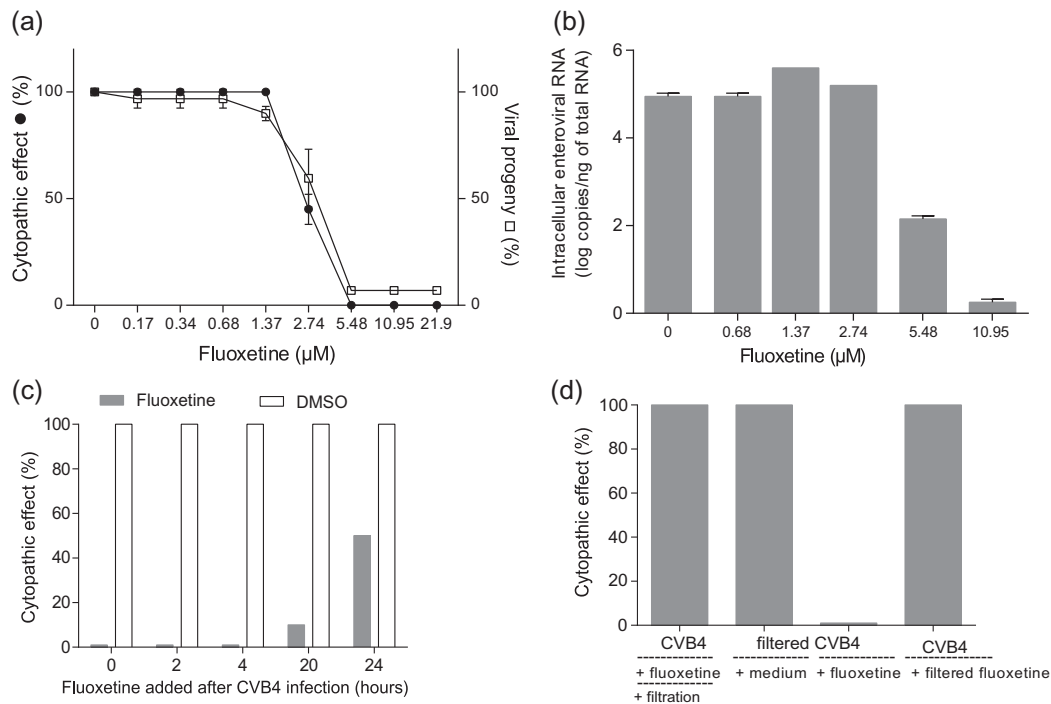 (a)
Cytopathic effect ● (%)
100
50
0
100
50
0
Viral progeny □ (%)
0 0.17 0.34 0.68 1.37 2.74 5.48 10.95 21.9
Fluoxetine (µM)
(b)
Intracellular enteroviral RNA
(log copies/ng of total RNA)
6
4
2
0
0 0.68 1.37 2.74 5.48 10.95
Fluoxetine (µM)
(c)
Fluoxetine DMSO
Cytopathic effect (%)
100
80
60
40
20
0
0 2 4 20 24
Fluoxetine added after CVB4 infection (hours)
(d)
Cytopathic effect (%)
100
80
60
40
20
0
CVB4 filtered CVB4 CVB4
+ fluoxetine + medium + fluoxetine + filtered fluoxetine
+ filtration